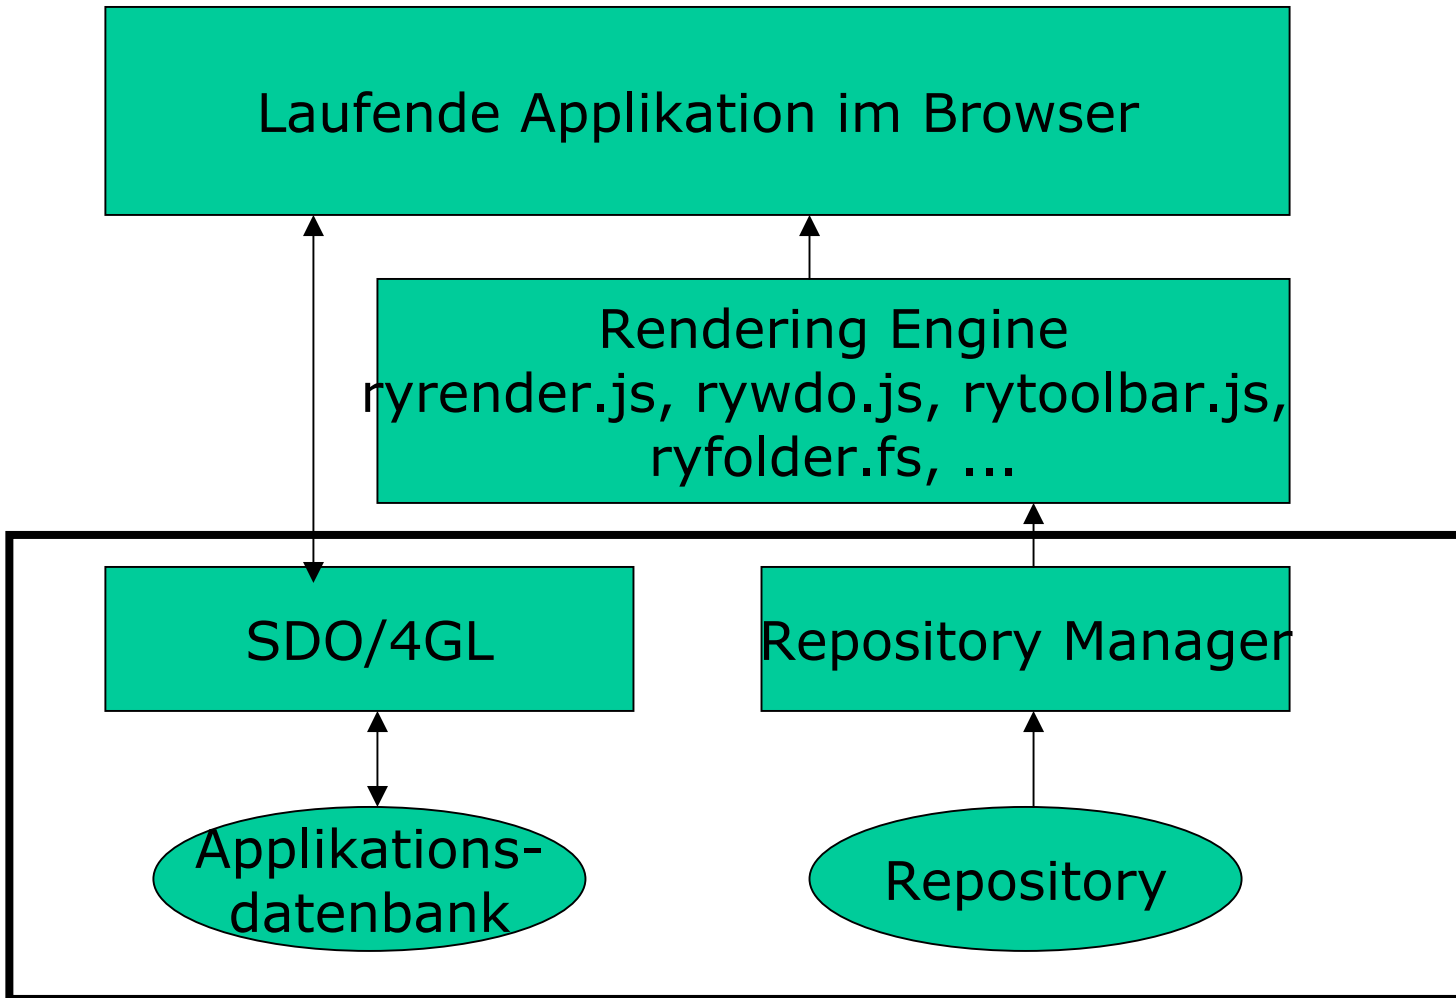 Laufende Applikation im Browser
Rendering Engine
ryrender.js, rywdo.js, rytoolbar.js,
ryfolder.fs, ...
SDO/4GL
Repository Manager
Applikations-
datenbank
Repository